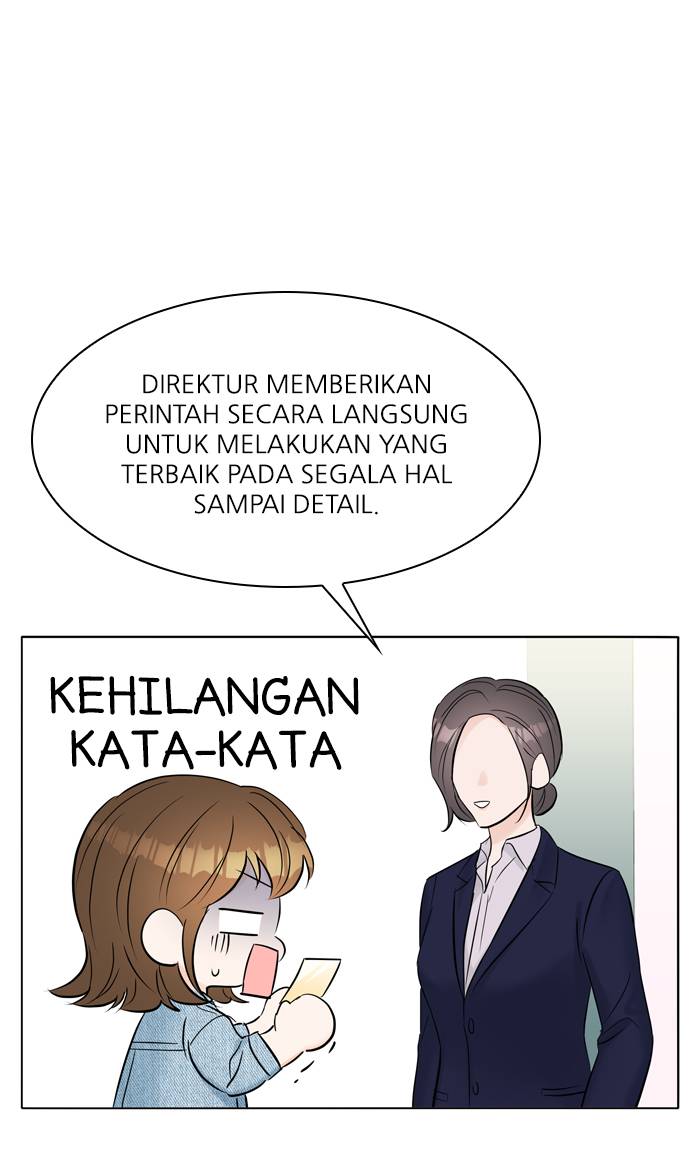 DIREKTUR MEMBERIKAN
PERINTAH SECARA LANGSUNG
UNTUK MELAKUKAN YANG
TERBAIK PADA SEGALA HAL
SAMPAI DETAIL.
KEHILANGAN
KATA-KATA